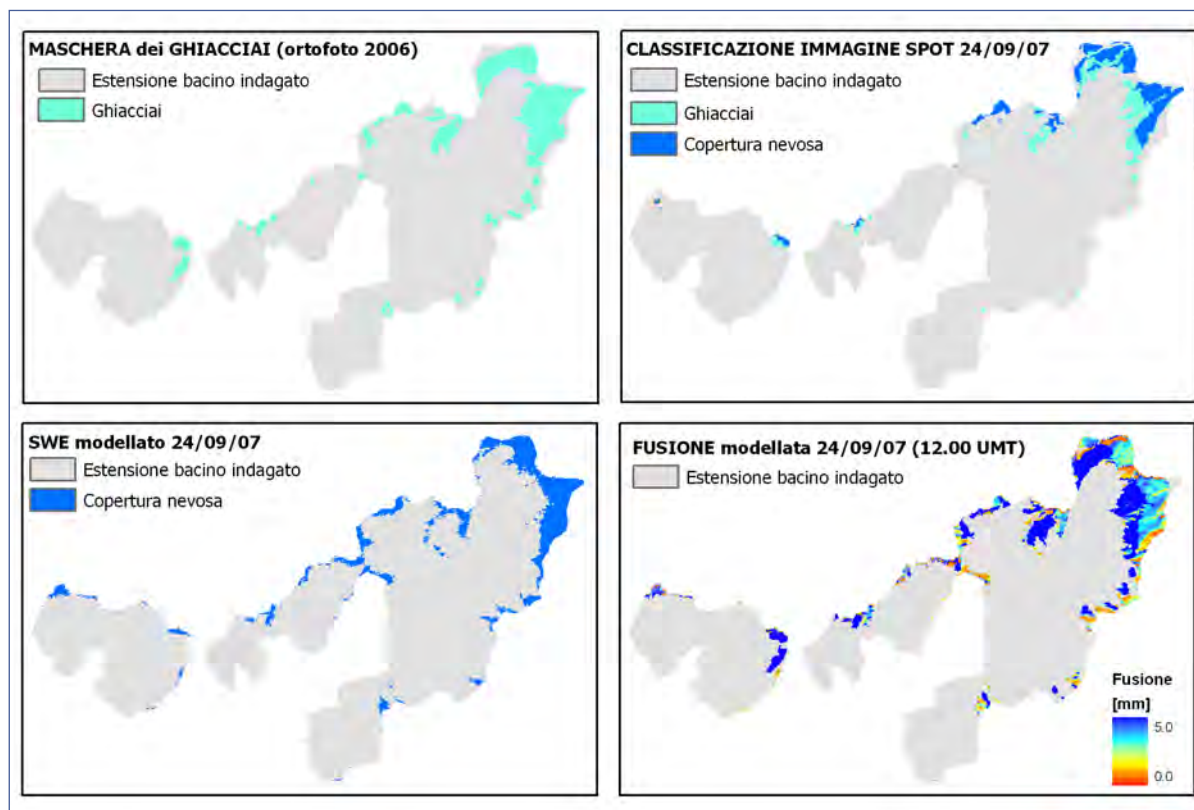 MASCHERA dei GHIACCIAI (ortofoto 2006)
Estensione bacino indagato
Ghiacciai
CLASSIFICAZIONE IMMAGINE SPOT 24/09/07
Estensione bacino indagato
Ghiacciai
Copertura nevosa
SWE modellato 24/09/07
Estensione bacino indagato
Copertura nevosa
FUSIONE modellata 24/09/07 (12.00 UMT)
Estensione bacino indagato
Fusione
[mm]
5.0
0.0